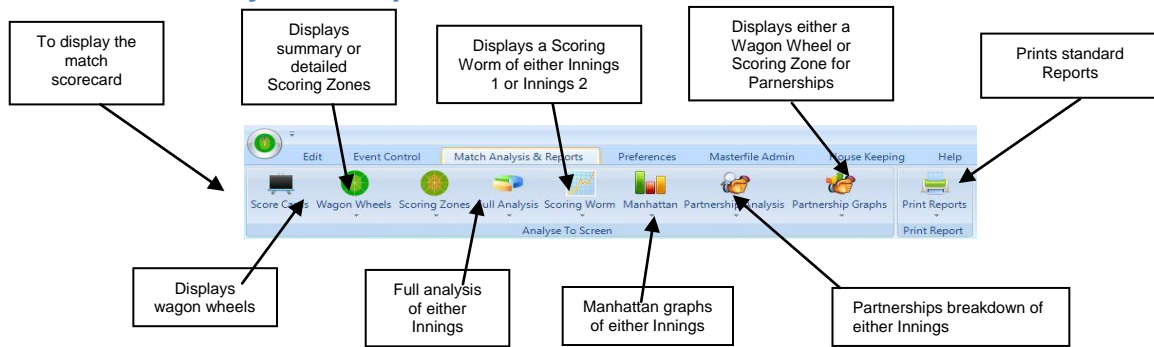 To display the
match
scorecard
Displays
summary or
detailed
Scoring Zones
Displays a Scoring
Worm of either Innings
1 or Innings 2
Displays either a
Wagon Wheel or
Scoring Zone for
Parnerships
Prints standard
Reports
Edit Event Control Match Analysis & Reports Preferences Masterfile Admin House Keeping Help
Score Cards Wagon Wheels Scoring Zones Full Analysis Scoring Worm Manhattan Partnership Analysis Partnership Graphs Print Reports
Analyse To Screen Print Report
Displays
wagon wheels
Full analysis
of either
Innings
Manhattan graphs
of either Innings
Partnerships breakdown of
either Innings